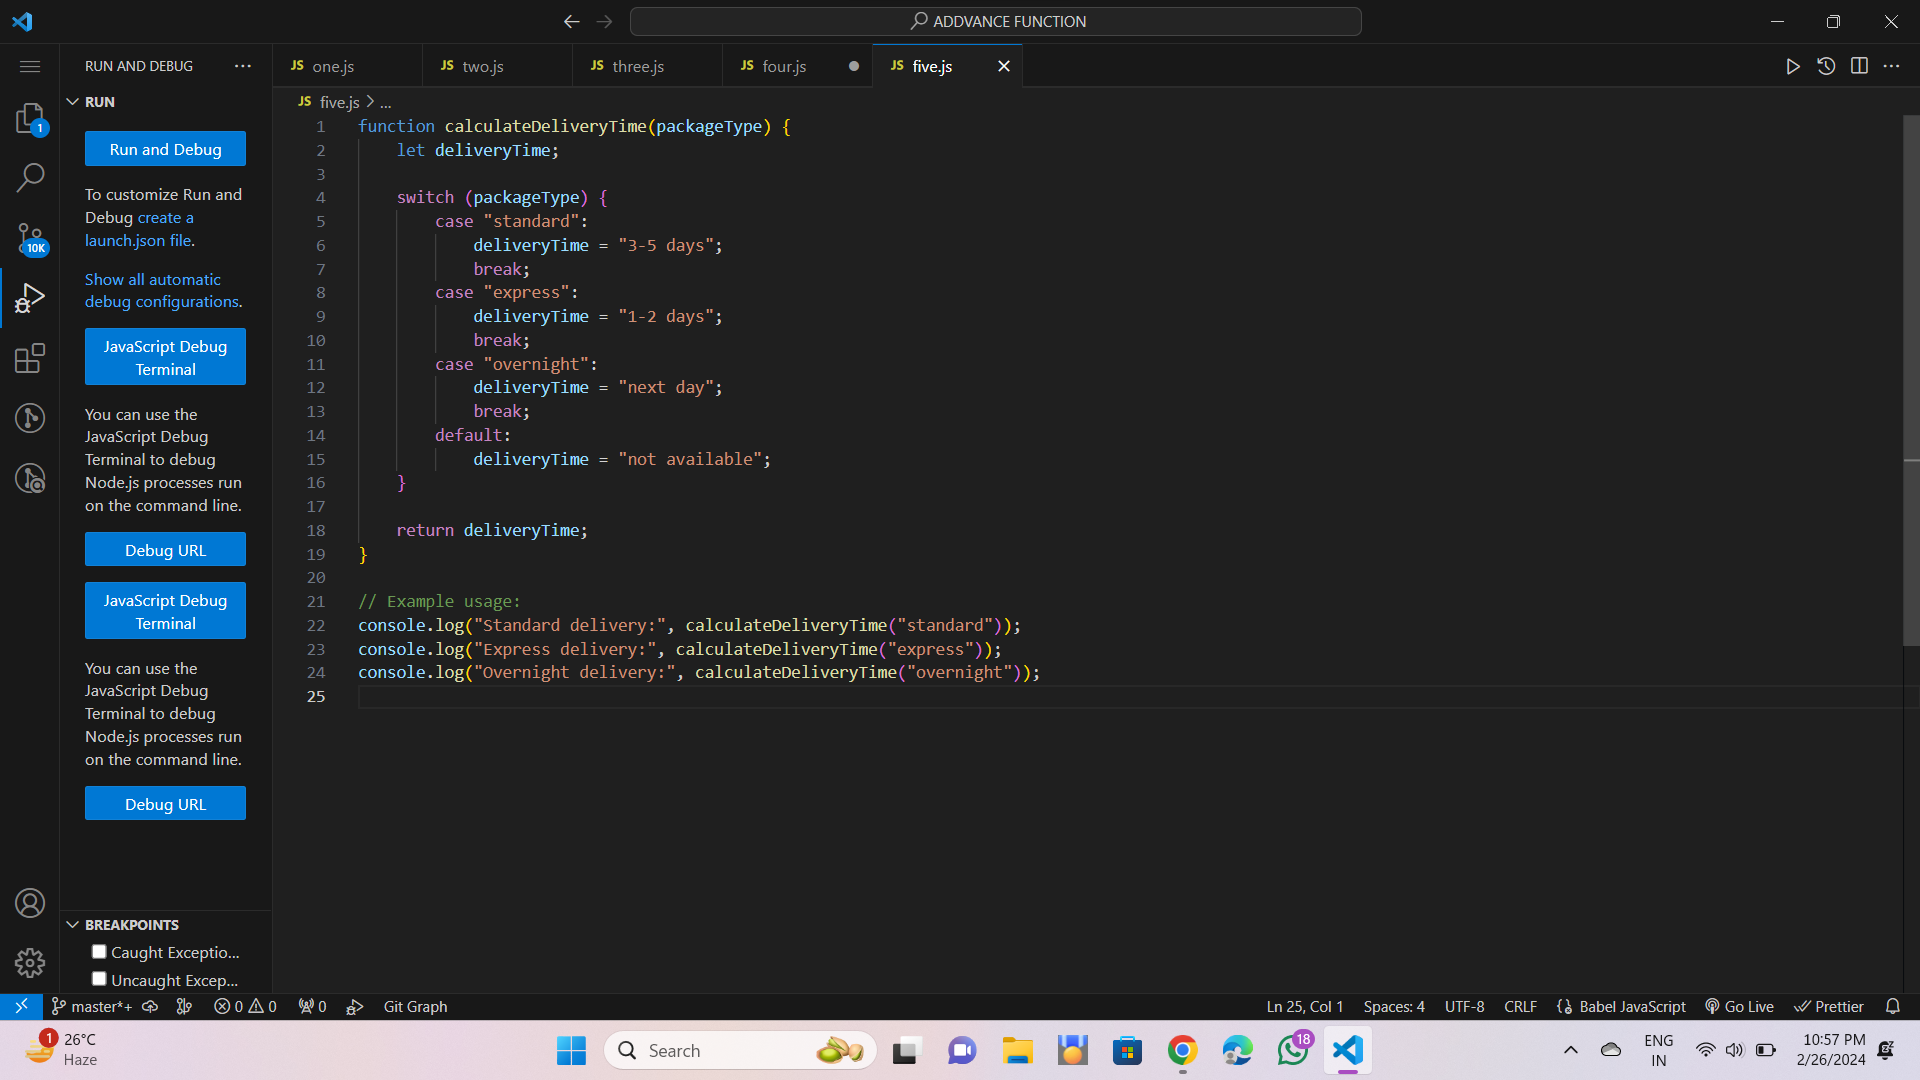 ADDVANCE FUNCTION
RUN AND DEBUG
JS one.js
JS two.js
JS three.js
JS four.js
JS five.js
RUN
JS five.js > ...
1
Run and Debug
To customize Run and
Debug create a
launch.json file.
10K
Show all automatic
debug configurations.
JavaScript Debug
Terminal
You can use the
JavaScript Debug
Terminal to debug
Node.js processes run
on the command line.
Debug URL
JavaScript Debug
Terminal
You can use the
JavaScript Debug
Terminal to debug
Node.js processes run
on the command line.
Debug URL
BREAKPOINTS
Caught Exceptio...
Uncaught Excep...
1 function calculateDeliveryTime(packageType) {
2 let deliveryTime;
3
4 switch (packageType) {
5 case "standard":
6 deliveryTime = "3-5 days";
7 break;
8 case "express":
9 deliveryTime = "1-2 days";
10 break;
11 case "overnight":
12 deliveryTime = "next day";
13 break;
14 default:
15 deliveryTime = "not available";
16 }
17
18 return deliveryTime;
19 }
20
21 // Example usage:
22 console.log("Standard delivery:", calculateDeliveryTime("standard"));
23 console.log("Express delivery:", calculateDeliveryTime("express"));
24 console.log("Overnight delivery:", calculateDeliveryTime("overnight"));
25
master*+ 0 0 0 Git Graph Ln 25, Col 1 Spaces: 4 UTF-8 CRLF {} Babel JavaScript Go Live Prettier
1 26°C
Haze
Search
18
ENG
IN
10:57 PM
2/26/2024